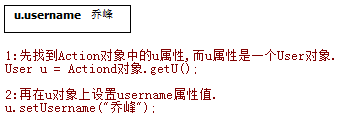 u.username 乔峰
1:先找到Action对象中的u属性,而u属性是一个User对象.
User u = Actiond对象.getU();
2:再在u对象上设置username属性值.
u.setUsername("乔峰");